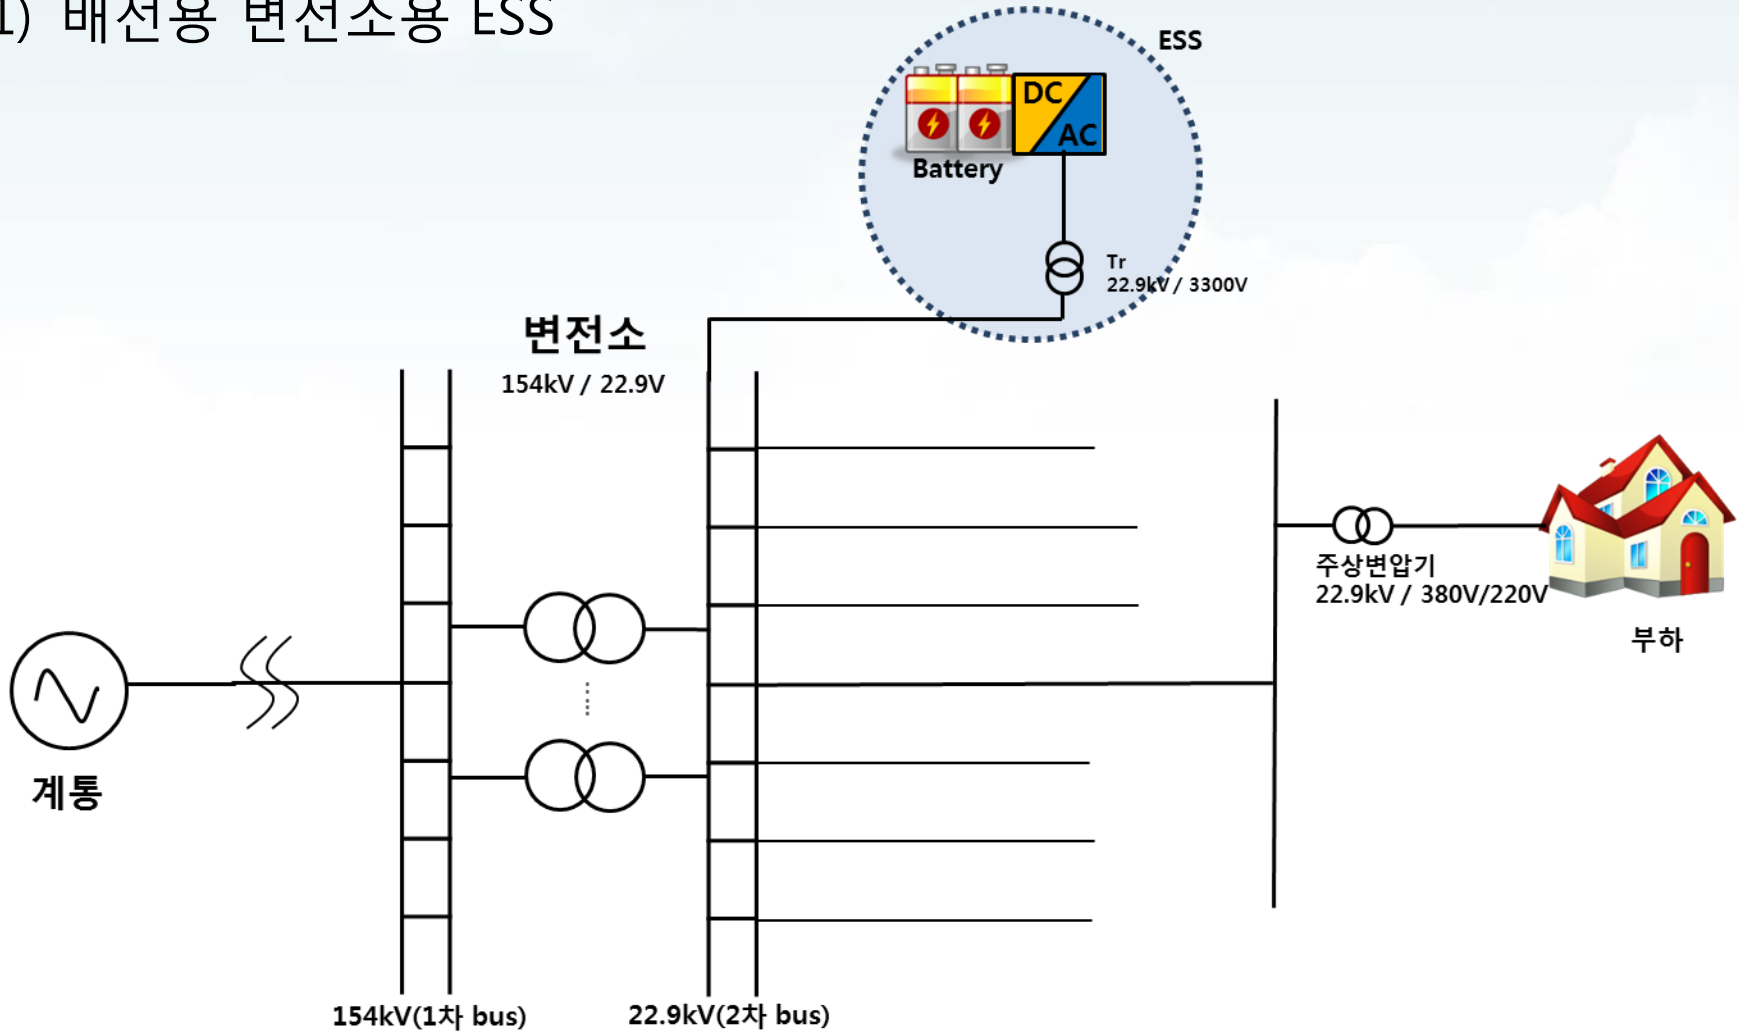 1) 배전용 변전소용 ESS
ESS
DC
AC
Battery
Tr
22.9kV / 3300V
변전소
154kV / 22.9V
주상변압기
22.9kV / 380V/220V
부하
계통
154kV(1차 bus)
22.9kV(2차 bus)